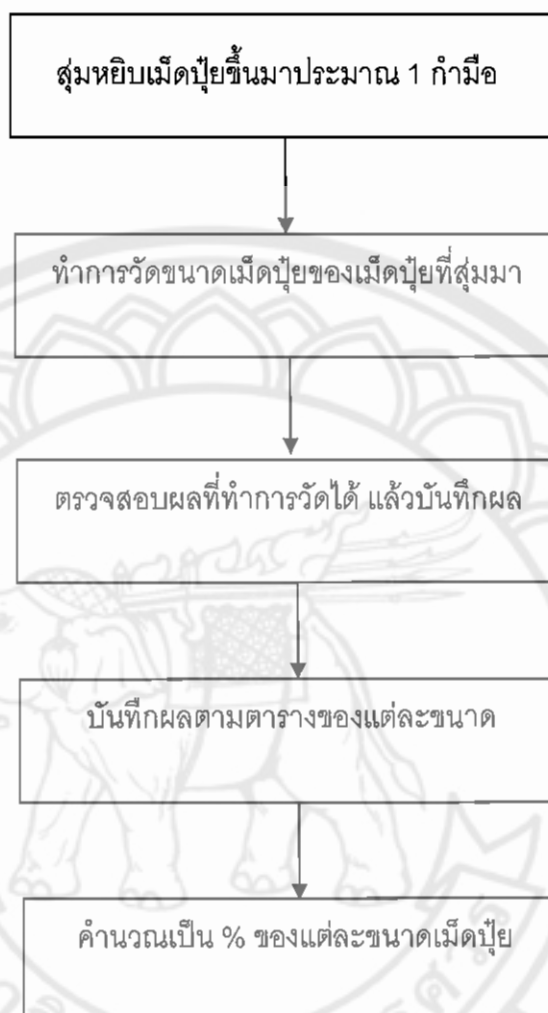 สุ่มหยิบเม็ดปุ๋ยขึ้นมาประมาณ 1 กำมือ
ทำการวัดขนาดเม็ดปุ๋ยของเม็ดปุ๋ยที่สุ่มมา
ตรวจสอบผลที่ทำการวัดได้ แล้วบันทึกผล
บันทึกผลตามตารางของแต่ละขนาด
คำนวณเป็น % ของแต่ละขนาดเม็ดปุ๋ย